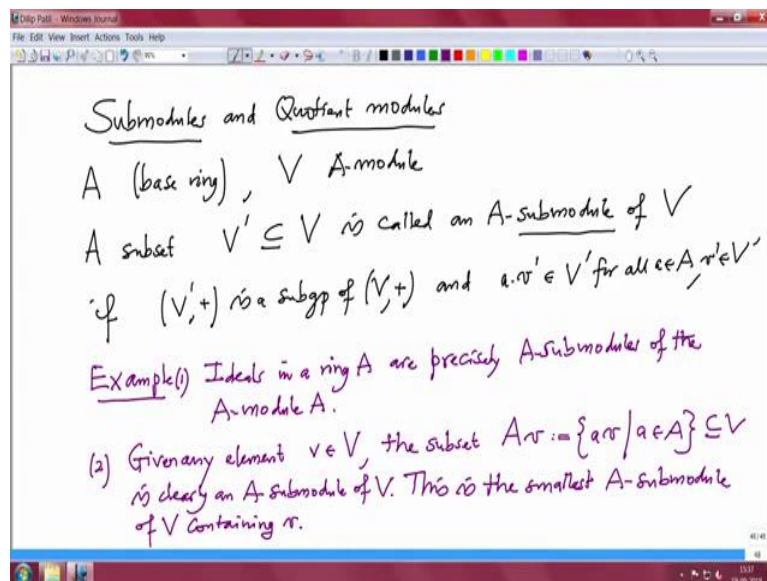 Dilip Patil - Windows Journal
File Edit View Insert Actions Tools Help
Submodules and Quotient modules
A (base ring), V A-module
A subset V' ⊆ V is called an A-submodule of V
if (V',+) is a subgp of (V,+) and a.v' ∈ V' for all a∈A, v'∈V'
Example(1) Ideals in a ring A are precisely A-submodules of the
A-module A.
(2) Given any element v∈V, the subset Av := {av | a∈A} ⊆ V
is clearly an A-submodule of V. This is the smallest A-submodule
of V containing v.
15:37